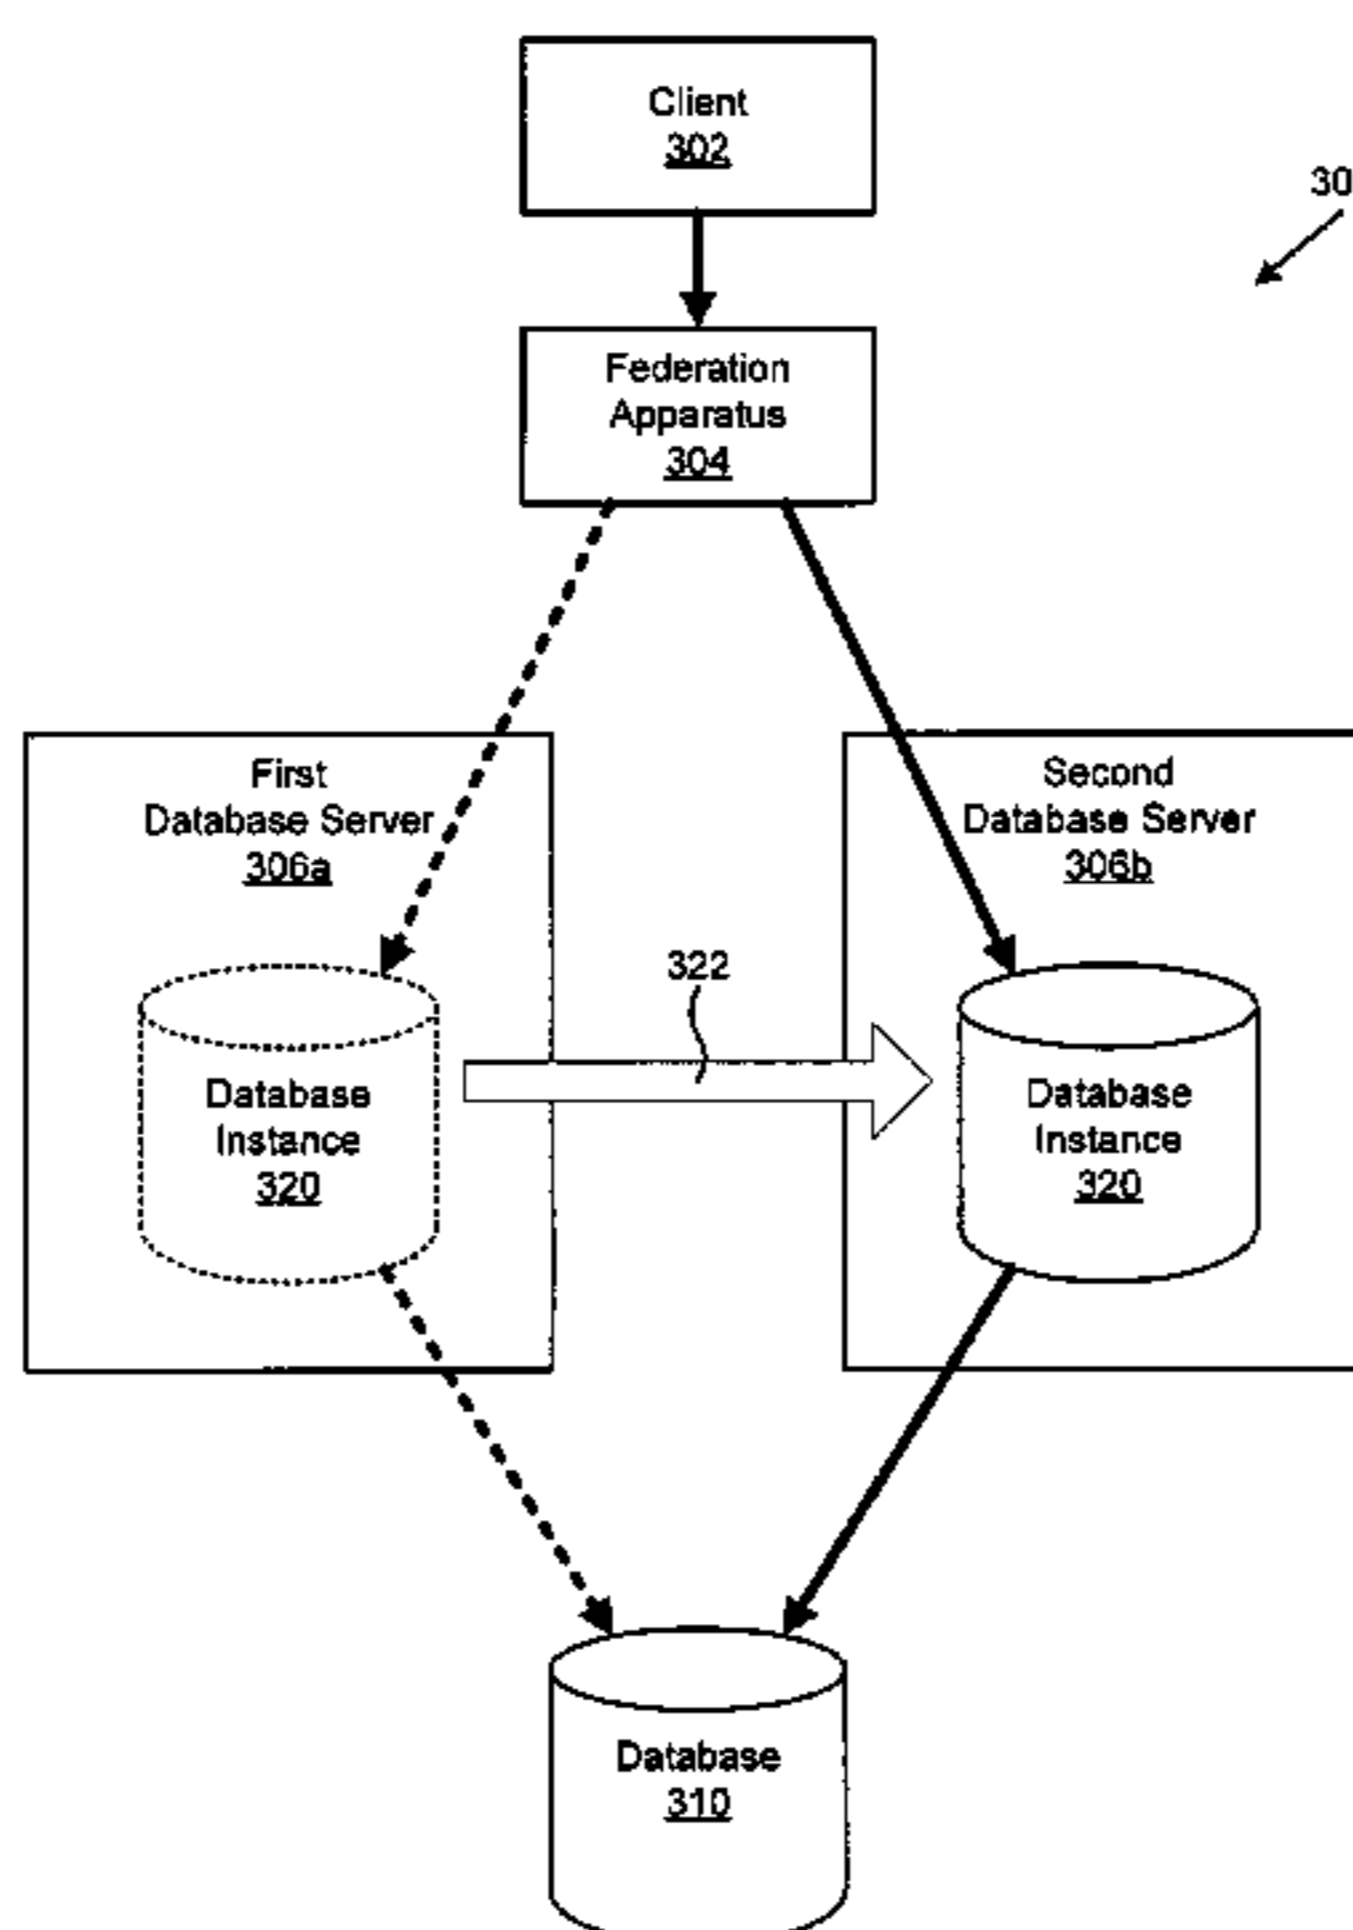 Client
302
30
Federation
Apparatus
304
First
Database Server
306a
Second
Database Server
306b
322
Database
Instance
320
Database
Instance
320
Database
310